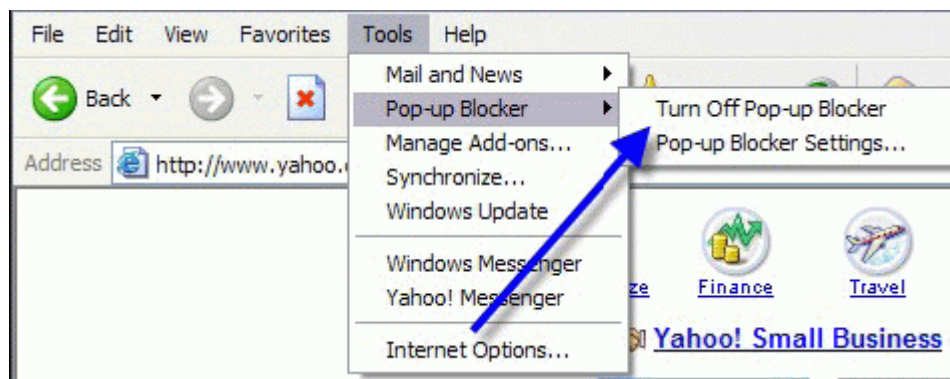 File Edit View Favorites Tools Help
Back
Mail and News
Pop-up Blocker
Turn Off Pop-up Blocker
Manage Add-ons...
Pop-up Blocker Settings...
Address http://www.yahoo.
Synchronize...
Windows Update
Windows Messenger
Yahoo! Messenger
ze Finance Travel
Internet Options...
Yahoo! Small Business